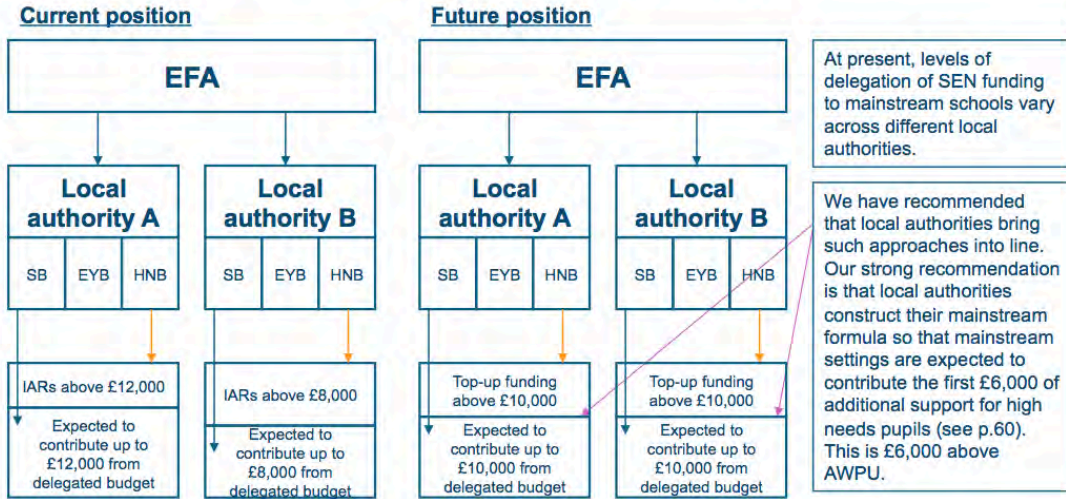 Current position
Future position
EFA
EFA
Local
authority A
SB
EYB
HNB
Local
authority B
SB
EYB
HNB
Local
authority A
SB
EYB
HNB
Local
authority B
SB
EYB
HNB
IARs above £12,000
Expected to
contribute up to
£12,000 from
delegated budget
IARs above £8,000
Expected to
contribute up to
£8,000 from
delegated budget
Top-up funding
above £10,000
Expected to
contribute up to
£10,000 from
delegated budget
Top-up funding
above £10,000
Expected to
contribute up to
£10,000 from
delegated budget
At present, levels of
delegation of SEN funding
to mainstream schools vary
across different local
authorities.
We have recommended
that local authorities bring
such approaches into line.
Our strong recommendation
is that local authorities
construct their mainstream
formula so that mainstream
settings are expected to
contribute the first £6,000 of
additional support for high
needs pupils (see p.60).
This is £6,000 above
AWPU.